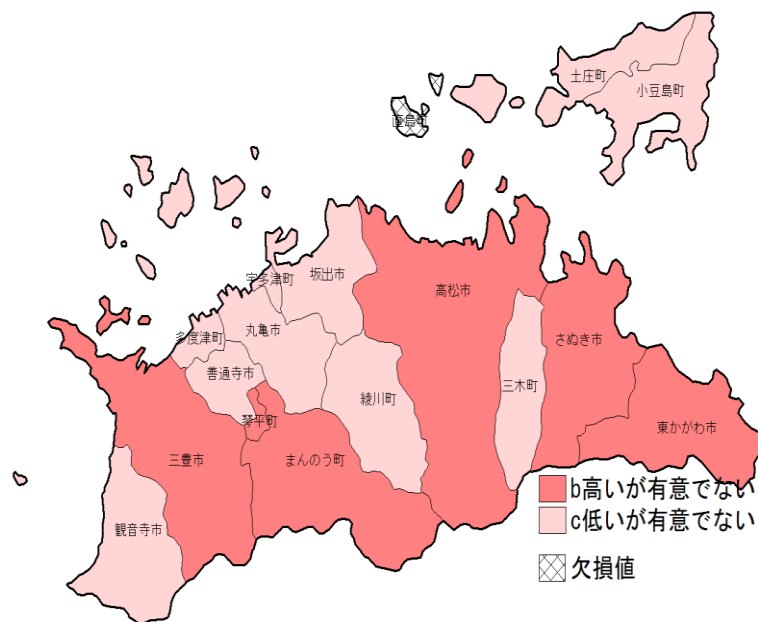 土庄町
小豆島町
直島町
宇多津町
坂出市
高松市
多度津町
丸亀市
さぬき市
善通寺市
三木町
綾川町
琴平町
東かがわ市
三豊市
まんのう町
観音寺市
b高いが有意でない
c低いが有意でない
欠損値